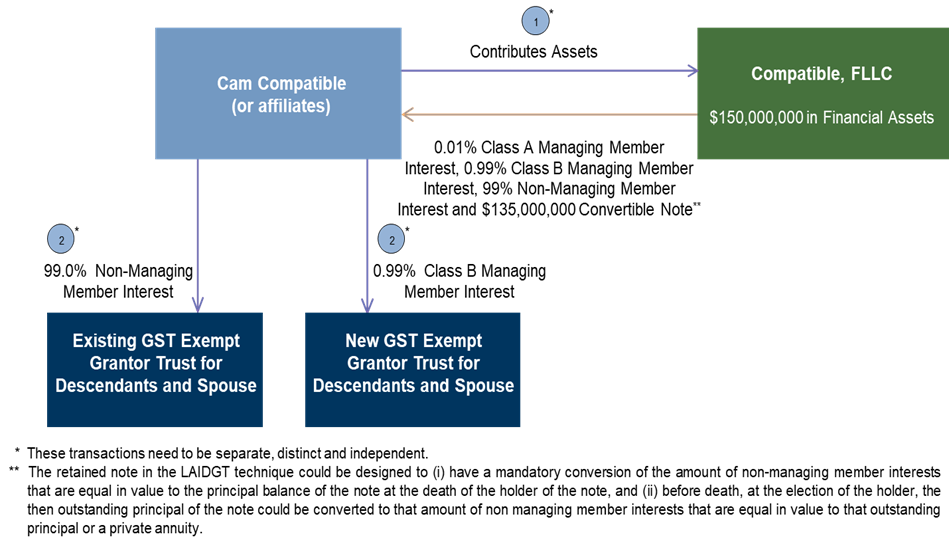 1
*
Contributes Assets
Cam Compatible
(or affiliates)
Compatible, FLLC
$150,000,000 in Financial Assets
0.01% Class A Managing Member
Interest, 0.99% Class B Managing Member
Interest, 99% Non-Managing Member
Interest and $135,000,000 Convertible Note**
2
*
99.0% Non-Managing
Member Interest
2
*
0.99% Class B Managing
Member Interest
Existing GST Exempt
Grantor Trust for
Descendants and Spouse
New GST Exempt
Grantor Trust for
Descendants and Spouse
* These transactions need to be separate, distinct and independent.
** The retained note in the LAIDGT technique could be designed to (i) have a mandatory conversion of the amount of non-managing member interests
that are equal in value to the principal balance of the note at the death of the holder of the note, and (ii) before death, at the election of the holder, the
then outstanding principal of the note could be converted to that amount of non managing member interests that are equal in value to that outstanding
principal or a private annuity.